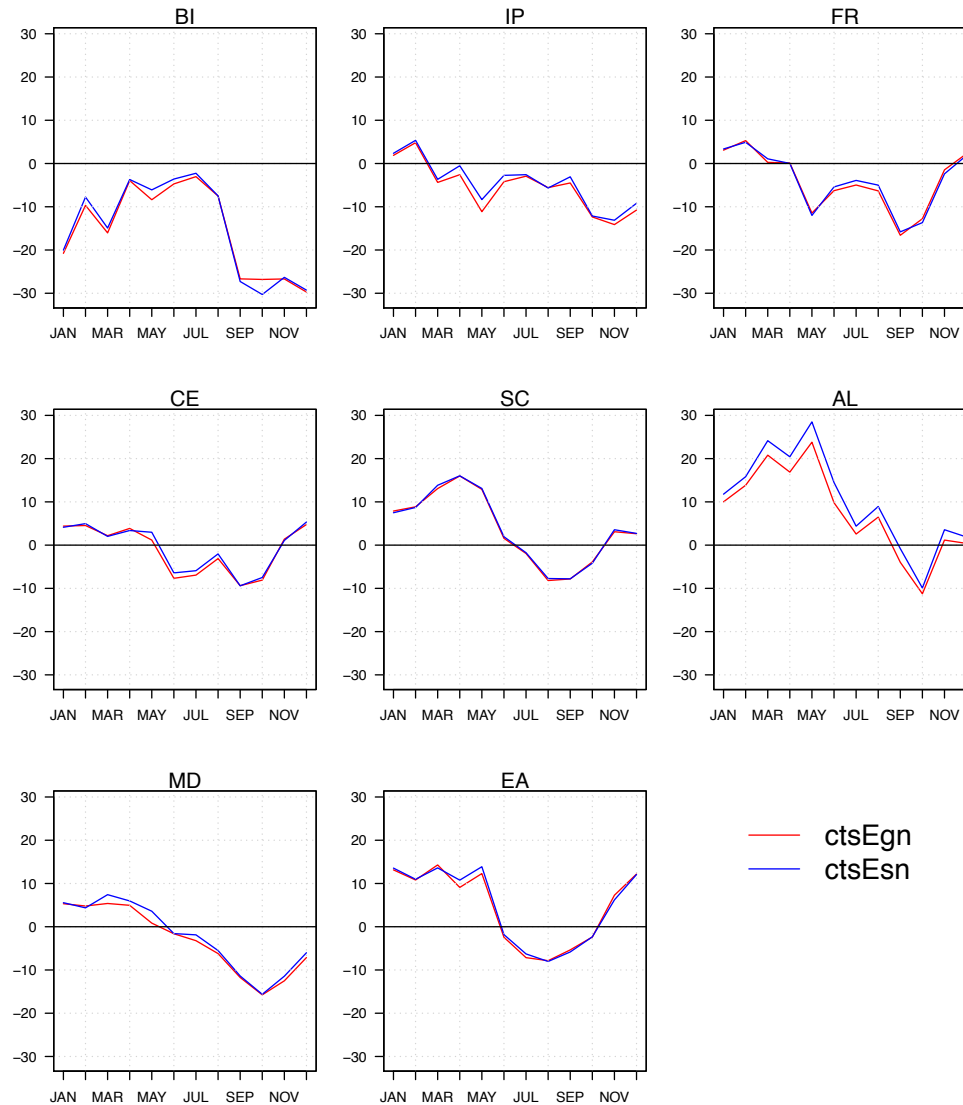 BI IP FR
30 30 30
20 20 20
10 10 10
0 0 0
−10 −10 −10
−20 −20 −20
−30 −30 −30
JAN MAR MAY JUL SEP NOV JAN MAR MAY JUL SEP NOV JAN MAR MAY JUL SEP NOV
CE SC AL
30 30 30
20 20 20
10 10 10
0 0 0
−10 −10 −10
−20 −20 −20
−30 −30 −30
JAN MAR MAY JUL SEP NOV JAN MAR MAY JUL SEP NOV JAN MAR MAY JUL SEP NOV
MD EA
30 30
20 20
10 10
0 0
−10 −10
−20 −20
−30 −30
JAN MAR MAY JUL SEP NOV JAN MAR MAY JUL SEP NOV
ctsEgn
ctsEsn